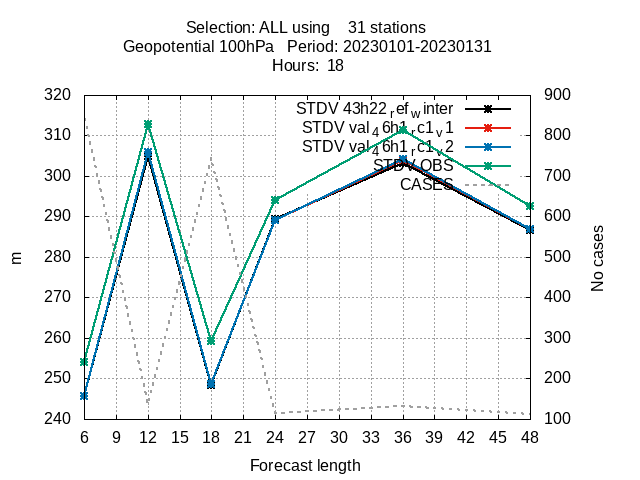 Selection: ALL using    31 stations
Geopotential 100hPa   Period: 20230101-20230131
Hours:  18
320 900
STDV 43h22_ref_winter
310 800
STDV val_46h1_rc1_v1
STDV val_46h1_rc1_v2
STDV OBS
300 700
CASES
290 600
280 500
m
No cases
270 400
260 300
250 200
240 100
6 9 12 15 18 21 24 27 30 33 36 39 42 45 48
Forecast length